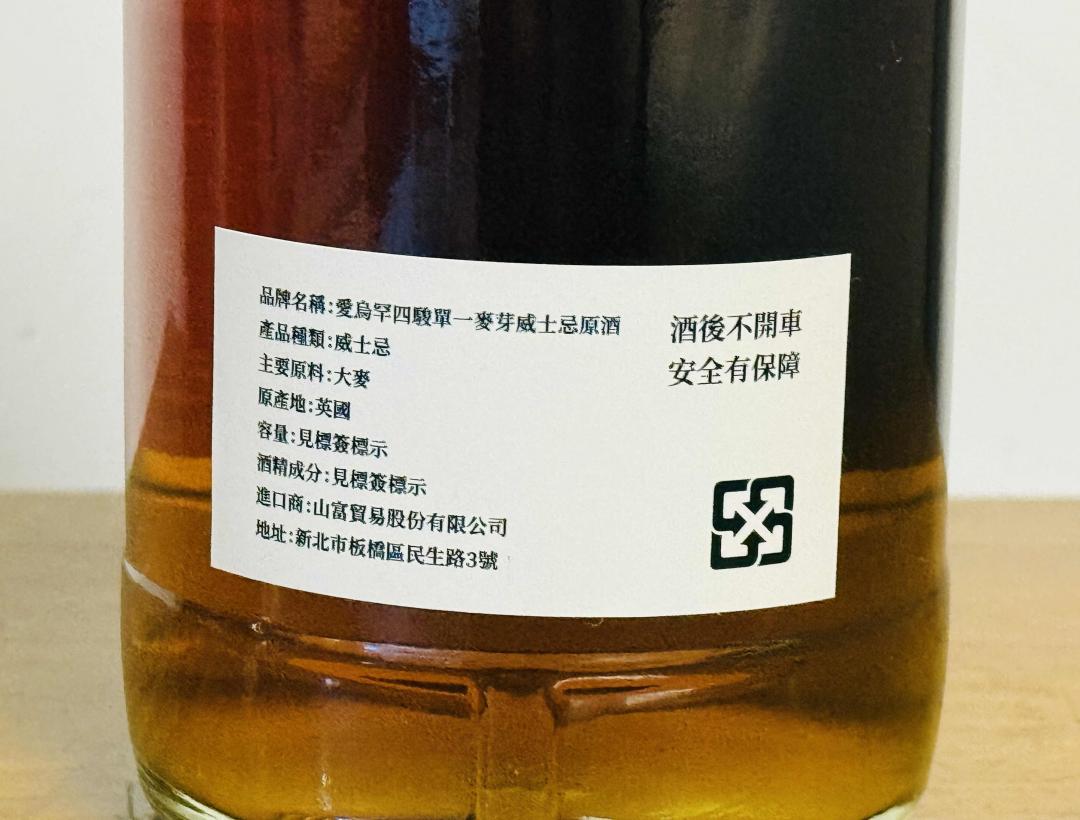 品牌名稱:愛烏罕四駿單一麥芽威士忌原酒
產品種類:威士忌
主要原料:大麥
原產地:英國
容量:見標簽標示
酒精成分:見標簽標示
進口商:山富貿易股份有限公司
地址:新北市板橋區民生路3號
酒後不開車
安全有保障